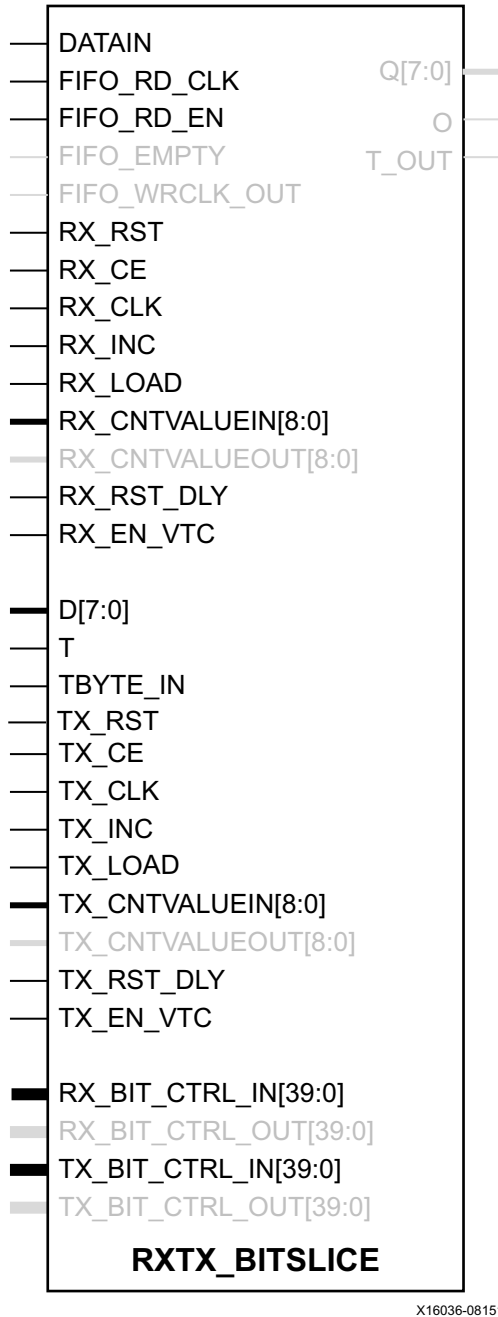 DATAIN
Q[7:0]
FIFO_RD_CLK
FIFO_RD_EN
O
FIFO_EMPTY
T_OUT
FIFO_WRCLK_OUT
RX_RST
RX_CE
RX_CLK
RX_INC
RX_LOAD
RX_CNTVALUEIN[8:0]
RX_CNTVALUEOUT[8:0]
RX_RST_DLY
RX_EN_VTC
D[7:0]
T
TBYTE_IN
TX_RST
TX_CE
TX_CLK
TX_INC
TX_LOAD
TX_CNTVALUEIN[8:0]
TX_CNTVALUEOUT[8:0]
TX_RST_DLY
TX_EN_VTC
RX_BIT_CTRL_IN[39:0]
RX_BIT_CTRL_OUT[39:0]
TX_BIT_CTRL_IN[39:0]
TX_BIT_CTRL_OUT[39:0]
RXTX_BITSLICE